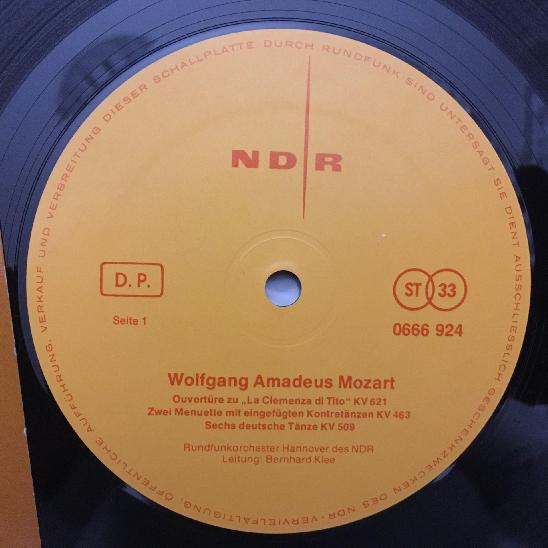 NDR
D. P.
Seite 1
ST 33
0666 924
Wolfgang Amadeus Mozart
Ouvertüre zu „La Clemenza di Tito" KV 621
Zwei Menuette mit eingefügten Kontretänzen KV 463
Sechs deutsche Tänze KV 509
Rundfunkorchester Hannover des NDR
Leitung: Bernhard Klee
VERVIELFÄLTIGUNG, ÖFFENTLICHE AUFFÜHRUNG, VERKAUF UND VERBREITUNG DIESER SCHALLPLATTE DURCH RUNDFUNK SIND UNTERSAGT SIE DIENT AUSSCHLIESSLICH GESCHENKZWECKEN DES NDR ·